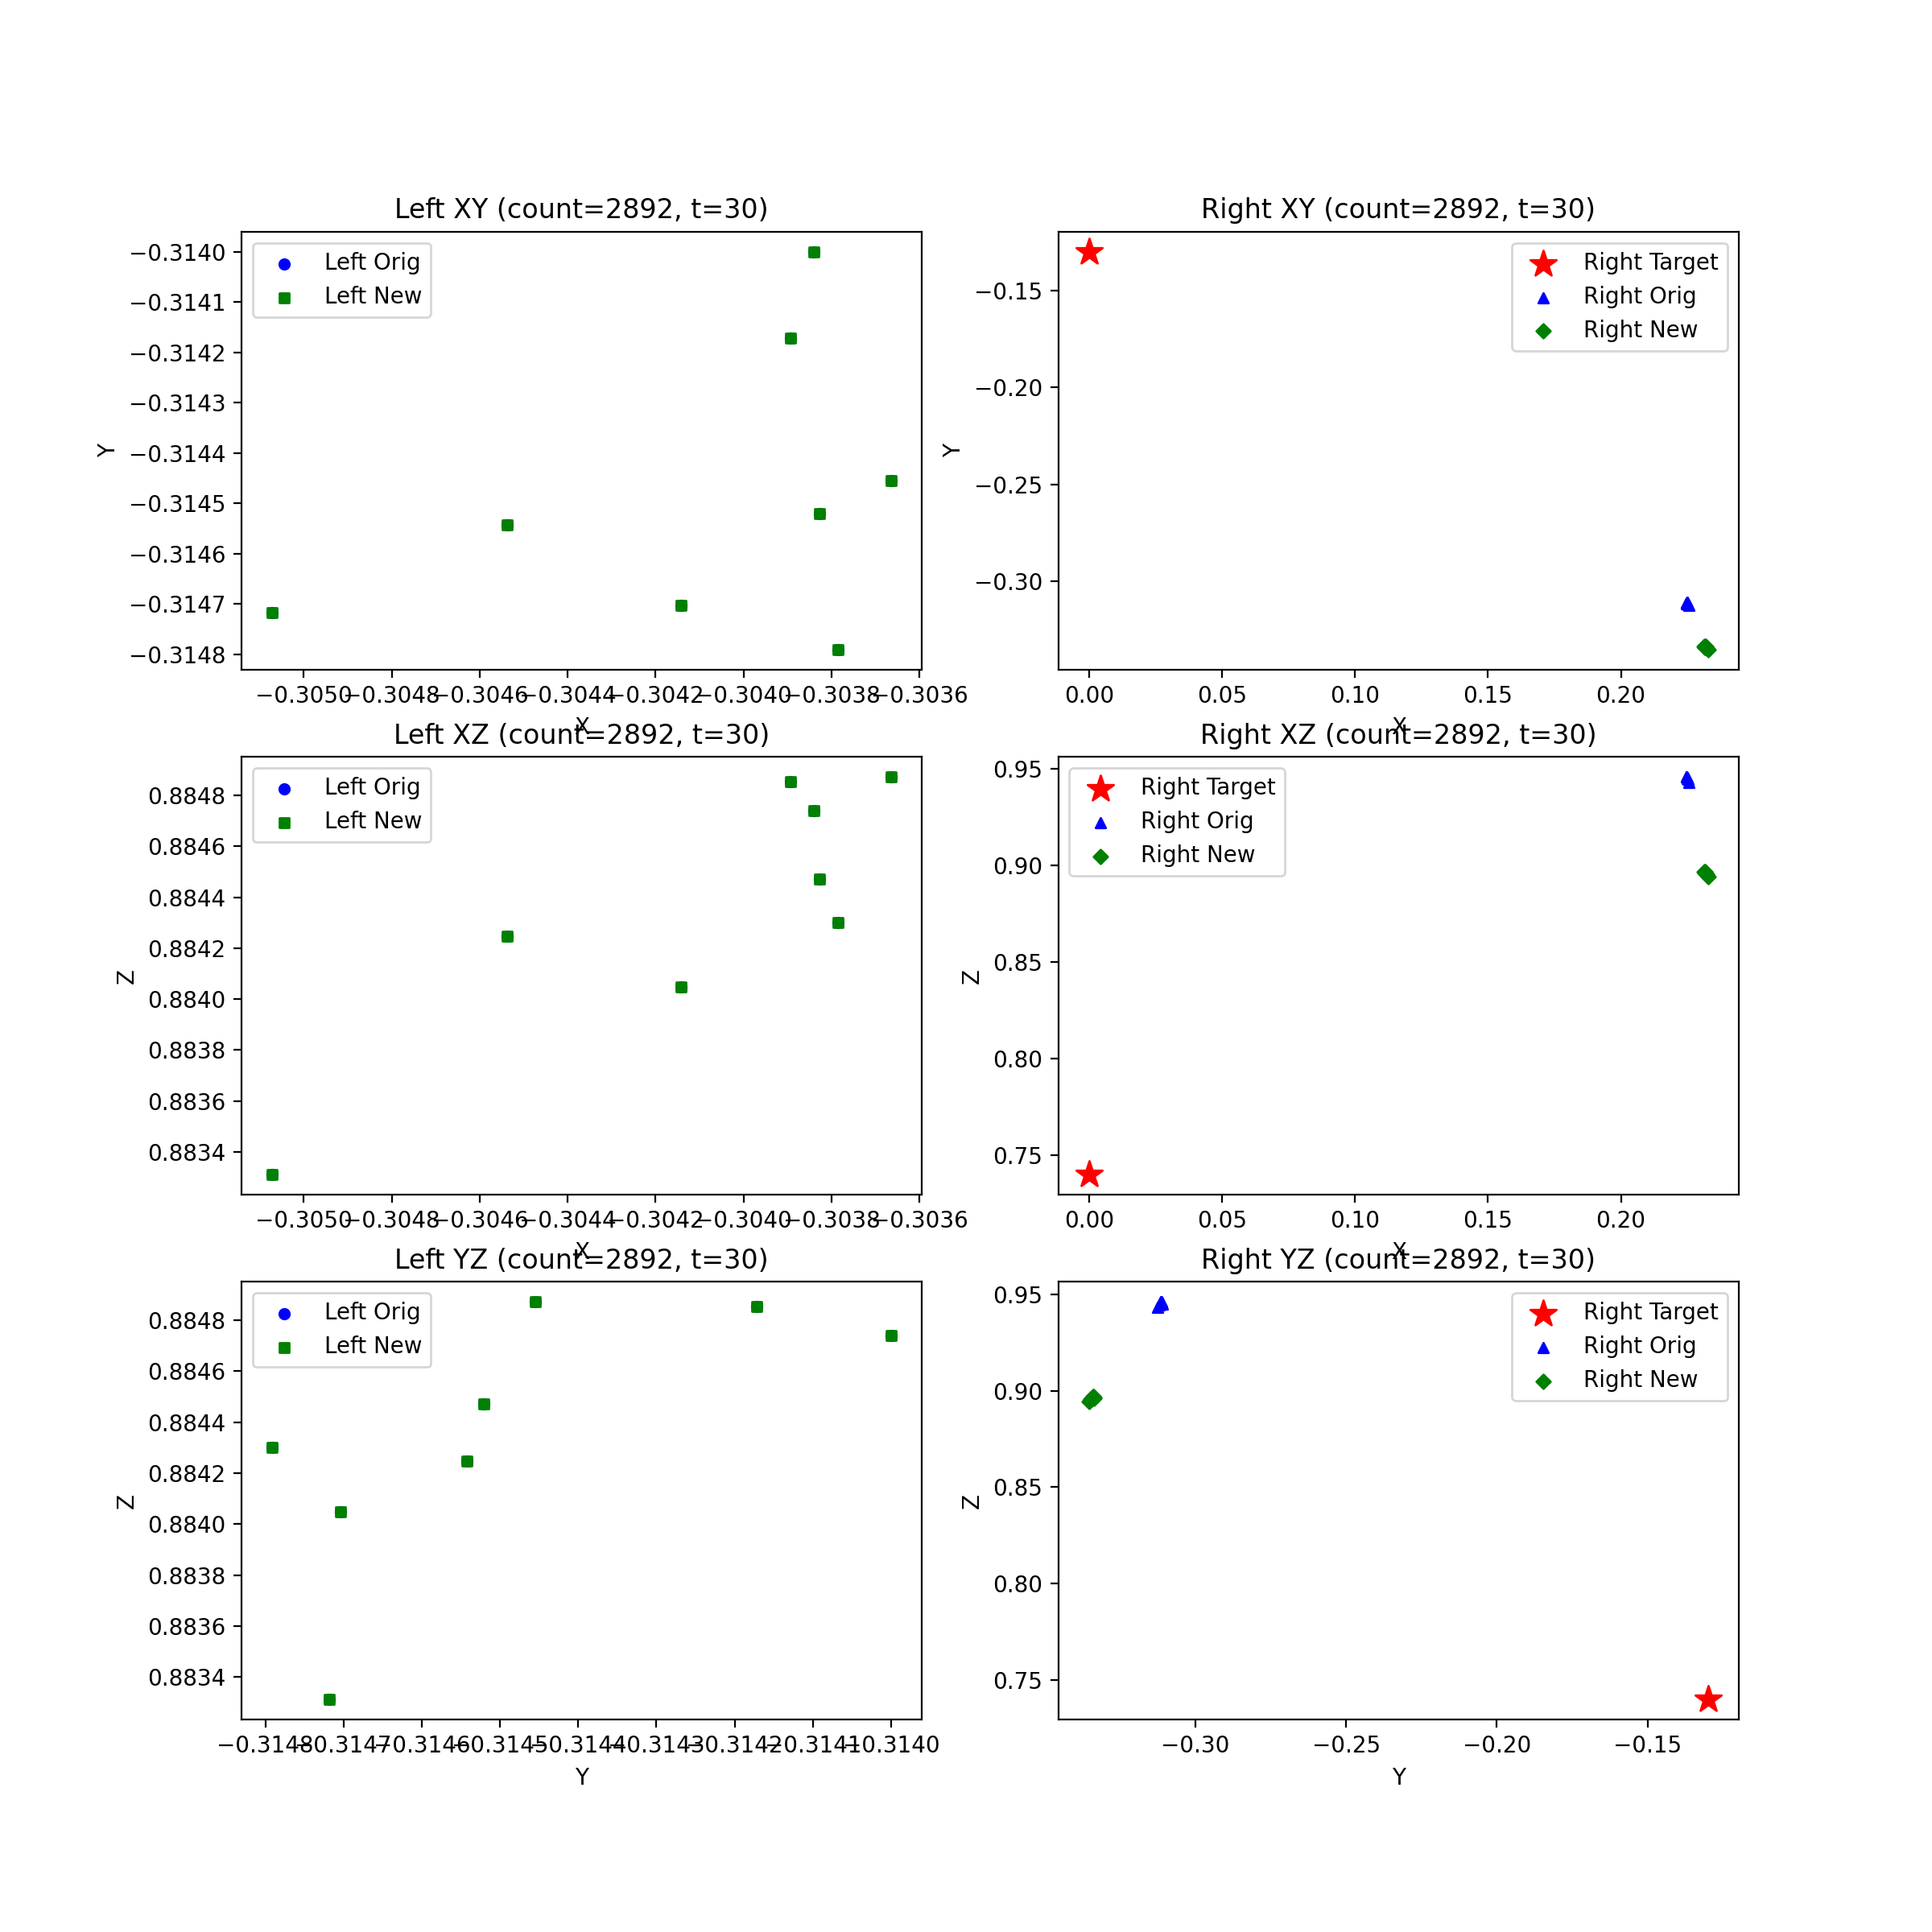 Left XY (count=2892, t=30)
Left Orig
Left New
Y
−0.3140
−0.3141
−0.3142
−0.3143
−0.3144
−0.3145
−0.3146
−0.3147
−0.3148
−0.3050 −0.3048 −0.3046 −0.3044 −0.3042 −0.3040 −0.3038 −0.3036
X
Right XY (count=2892, t=30)
Right Target
Right Orig
Right New
Y
−0.15
−0.20
−0.25
−0.30
0.00 0.05 0.10 0.15 0.20
X
Left XZ (count=2892, t=30)
Left Orig
Left New
Z
0.8848
0.8846
0.8844
0.8842
0.8840
0.8838
0.8836
0.8834
−0.3050 −0.3048 −0.3046 −0.3044 −0.3042 −0.3040 −0.3038 −0.3036
X
Right XZ (count=2892, t=30)
Right Target
Right Orig
Right New
Z
0.95
0.90
0.85
0.80
0.75
0.00 0.05 0.10 0.15 0.20
X
Left YZ (count=2892, t=30)
Left Orig
Left New
Z
0.8848
0.8846
0.8844
0.8842
0.8840
0.8838
0.8836
0.8834
−0.3148 −0.3147 −0.3146 −0.3145 −0.3144 −0.3143 −0.3142 −0.3141 −0.3140
Y
Right YZ (count=2892, t=30)
Right Target
Right Orig
Right New
Z
0.95
0.90
0.85
0.80
0.75
−0.30 −0.25 −0.20 −0.15
Y